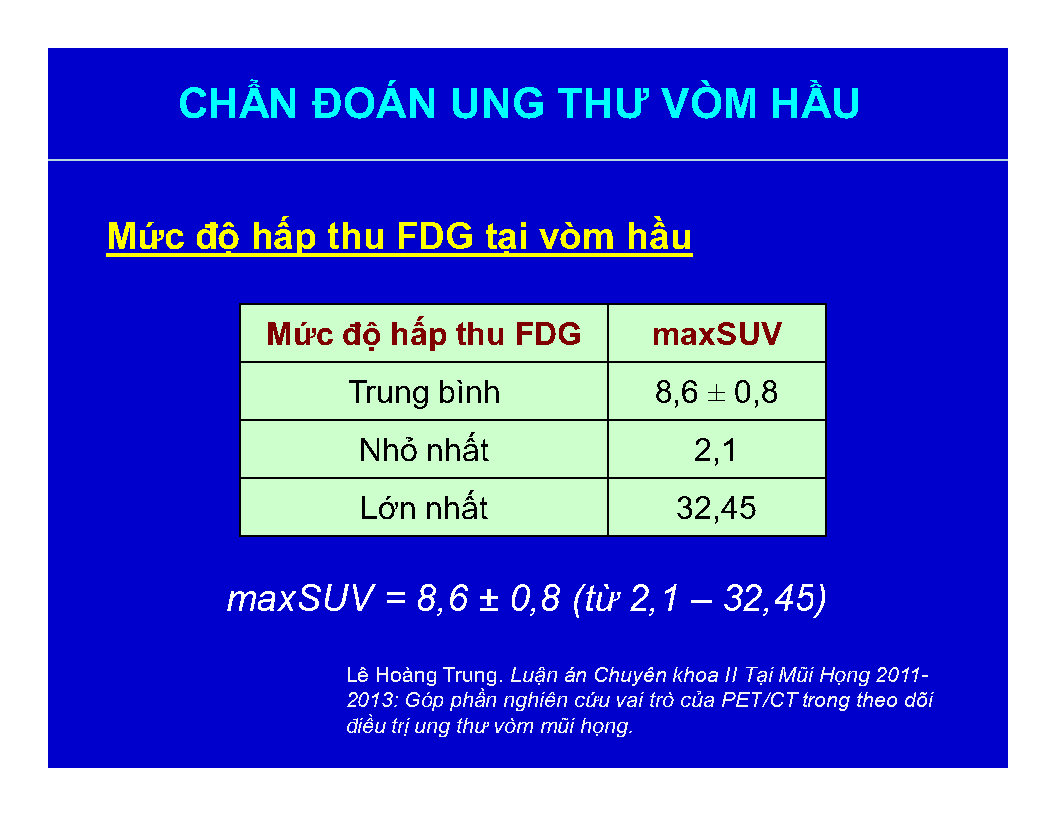 CHẨN ĐOÁN UNG THƯ VÒM HẦU
Mức độ hấp thu FDG tại vòm hầu
Mức độ hấp thu FDG maxSUV
Trung bình 8,6 ± 0,8
Nhỏ nhất 2,1
Lớn nhất 32,45
maxSUV = 8,6 ± 0,8 (từ 2,1 – 32,45)
Lê Hoàng Trung. Luận án Chuyên khoa II Tại Mũi Họng 2011-
2013: Góp phần nghiên cứu vai trò của PET/CT trong theo dõi
điều trị ung thư vòm mũi họng.